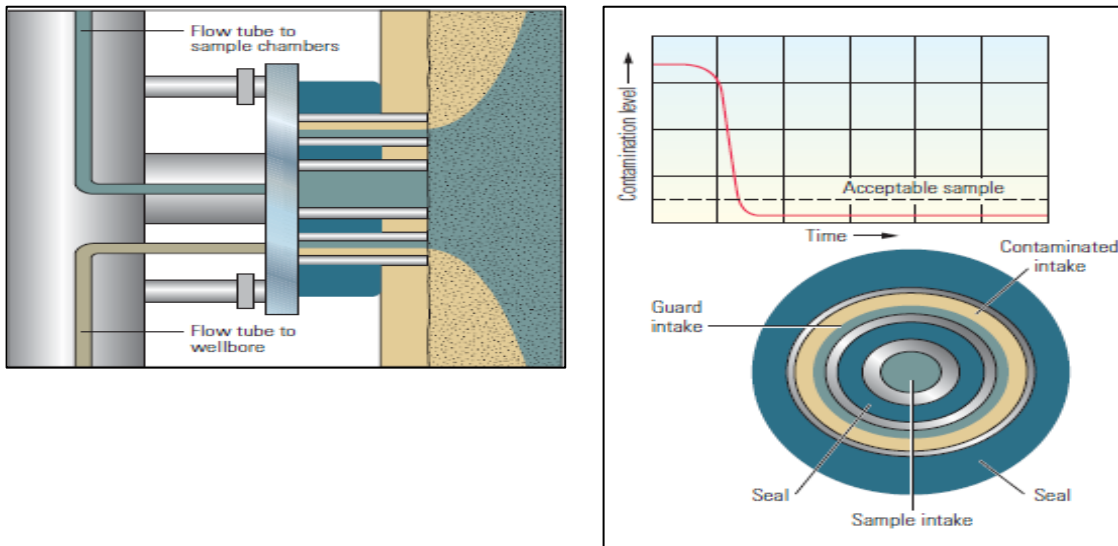 Flow tube to
sample chambers
Flow tube to
wellbore
Contamination level
Acceptable sample
Time
Contaminated
intake
Guard
intake
Seal
Sample intake
Seal